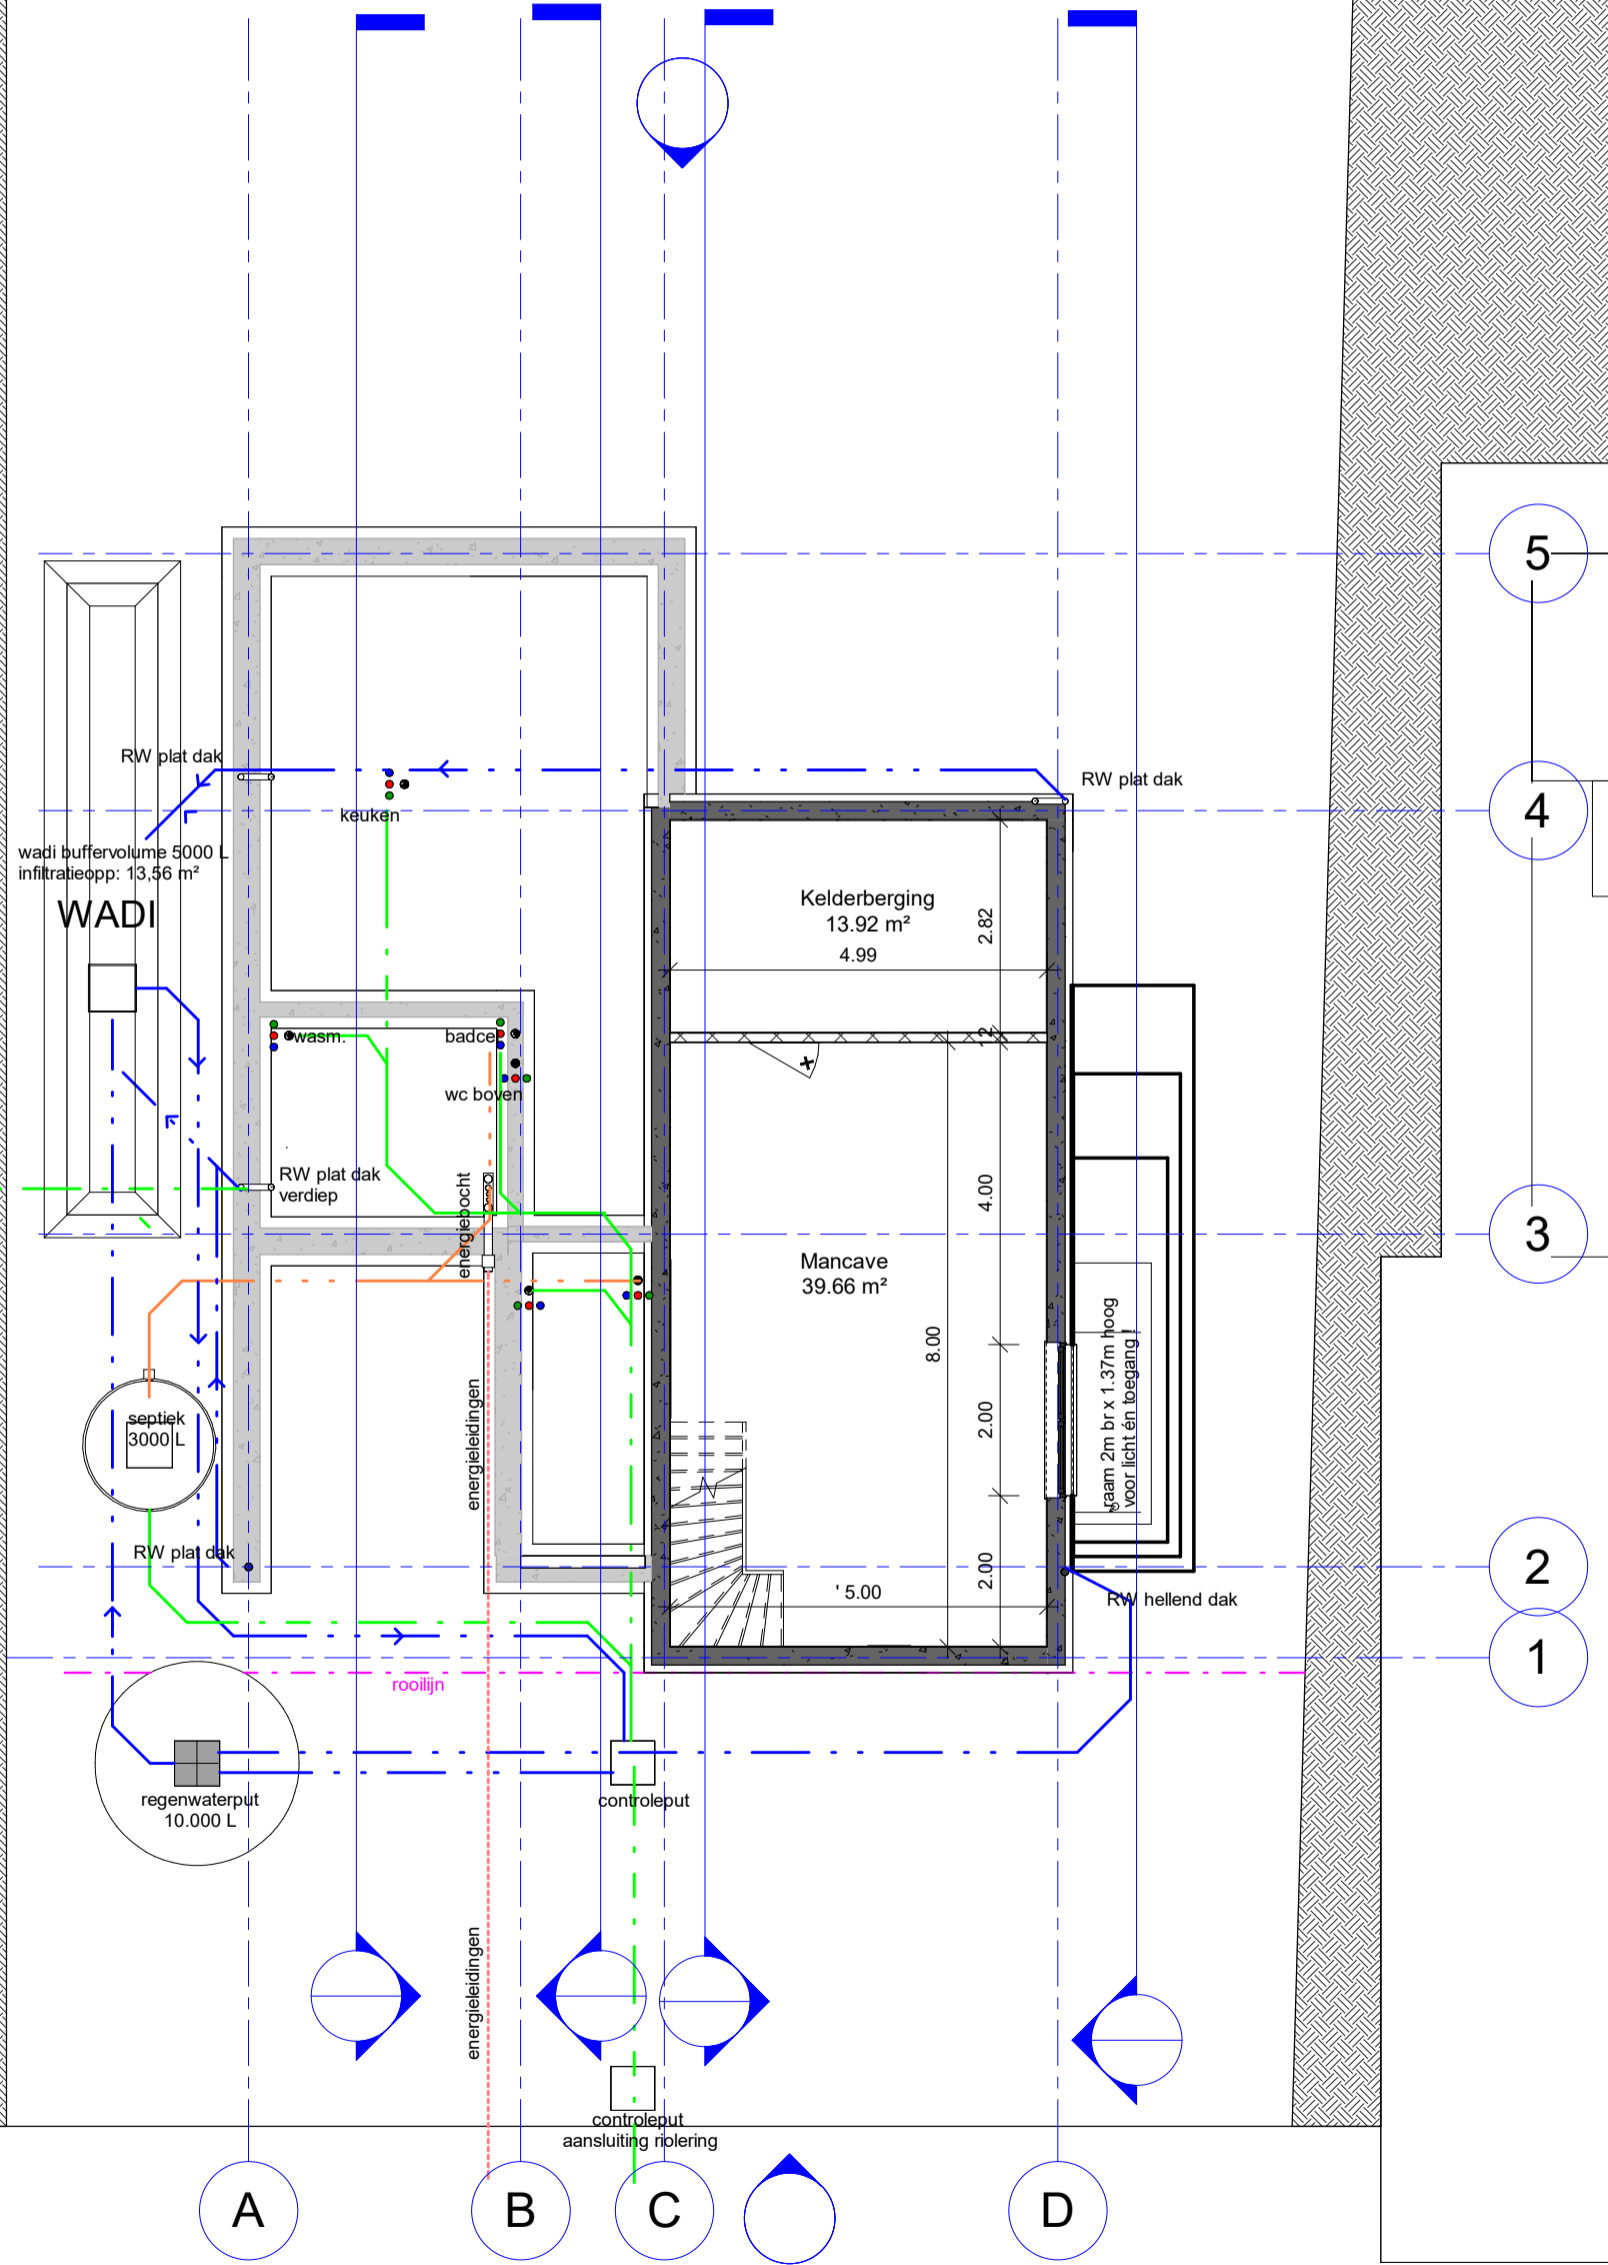 5
RW plat dak
RW plat dak
4
keuken
wadi buffervolume 5000 L
infiltratieopp: 13,56 m²
WADI
Kelderberging
13.92 m²
4.99
2.82
12
wasm.
badcel
wc boven
RW plat dak
verdiep
energiebocht
4.00
3
Mancave
39.66 m²
8.00
raam 2m br x 1.37m hoog
voor licht én toegang !
septiek
3000 L
energieleidingen
2.00
RW plat dak
2
2.00
' 5.00
RW hellend dak
1
rooilijn
regenwaterput
10.000 L
controleput
energieleidingen
controleput
aansluiting riolering
A
B
C
D